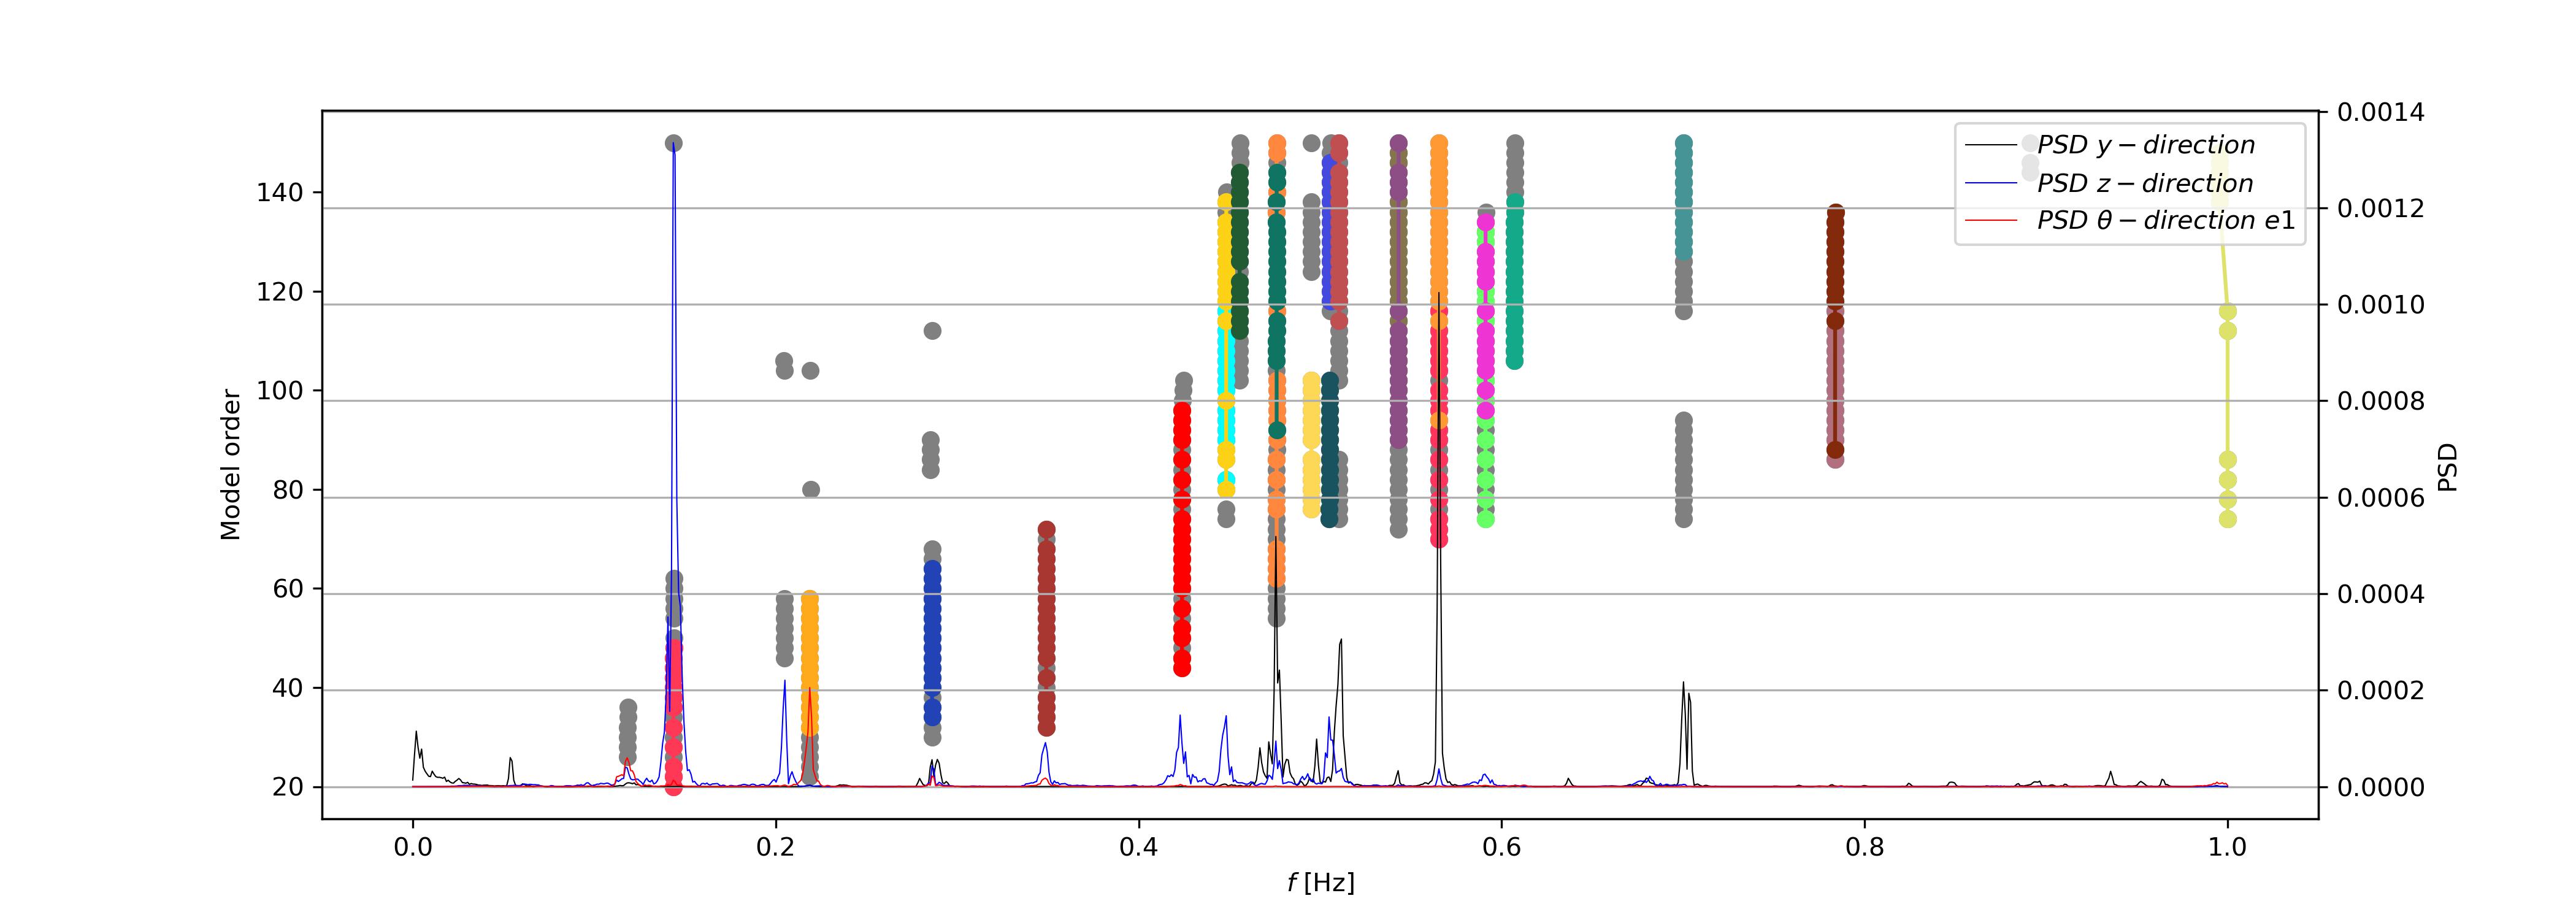 PSD y − direction
PSD z − direction
PSD θ − direction e1
Model order
140
120
100
80
60
40
20
0.0014
0.0012
0.0010
0.0008
0.0006
0.0004
0.0002
0.0000
PSD
0.0 0.2 0.4 0.6 0.8 1.0
f [Hz]